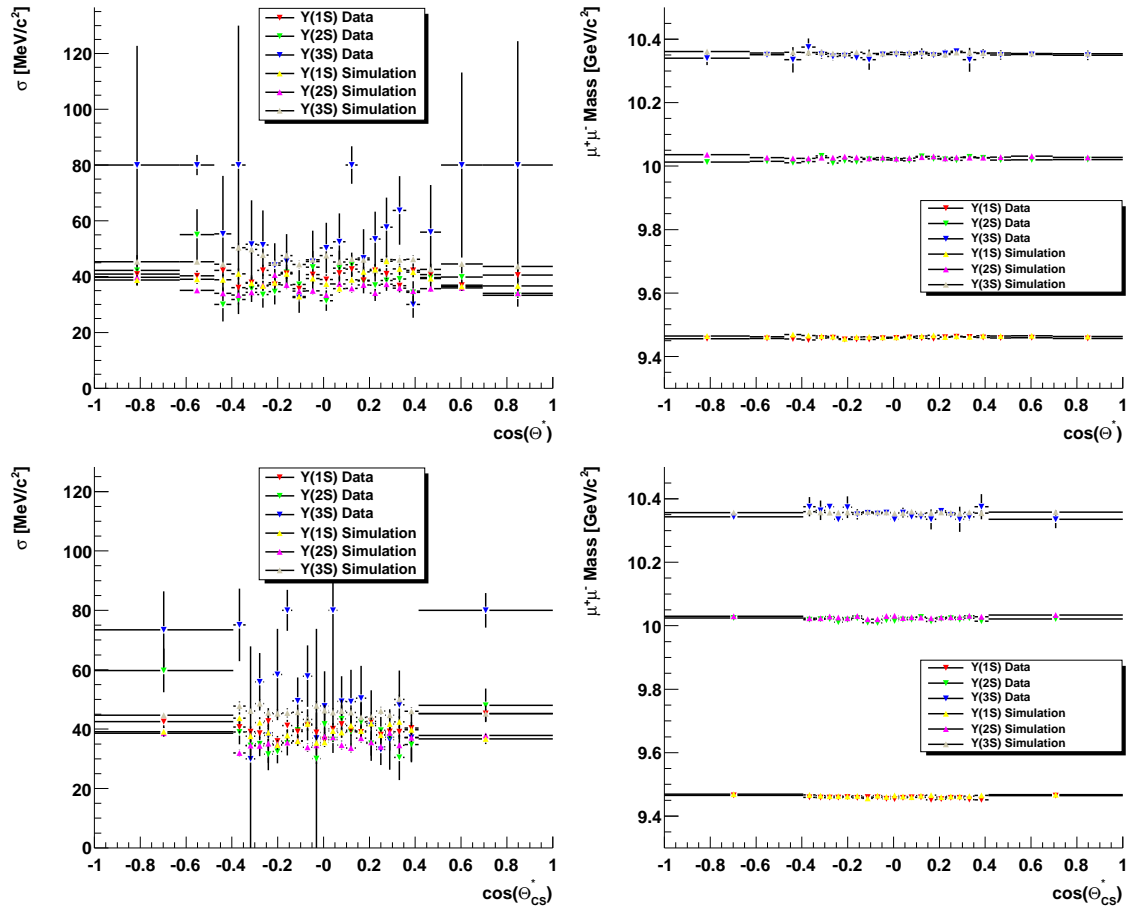 σ [MeV/c²]
120
100
80
60
40
20
0
Υ(1S) Data
Υ(2S) Data
Υ(3S) Data
Υ(1S) Simulation
Υ(2S) Simulation
Υ(3S) Simulation
-1 -0.8 -0.6 -0.4 -0.2 -0 0.2 0.4 0.6 0.8 1
cos(Θ*)
μ⁺μ⁻ Mass [GeV/c²]
10.4
10.2
10
9.8
9.6
9.4
Υ(1S) Data
Υ(2S) Data
Υ(3S) Data
Υ(1S) Simulation
Υ(2S) Simulation
Υ(3S) Simulation
-1 -0.8 -0.6 -0.4 -0.2 -0 0.2 0.4 0.6 0.8 1
cos(Θ*)
σ [MeV/c²]
120
100
80
60
40
20
0
Υ(1S) Data
Υ(2S) Data
Υ(3S) Data
Υ(1S) Simulation
Υ(2S) Simulation
Υ(3S) Simulation
-1 -0.8 -0.6 -0.4 -0.2 -0 0.2 0.4 0.6 0.8 1
cos(Θ*CS)
μ⁺μ⁻ Mass [GeV/c²]
10.4
10.2
10
9.8
9.6
9.4
Υ(1S) Data
Υ(2S) Data
Υ(3S) Data
Υ(1S) Simulation
Υ(2S) Simulation
Υ(3S) Simulation
-1 -0.8 -0.6 -0.4 -0.2 -0 0.2 0.4 0.6 0.8 1
cos(Θ*CS)